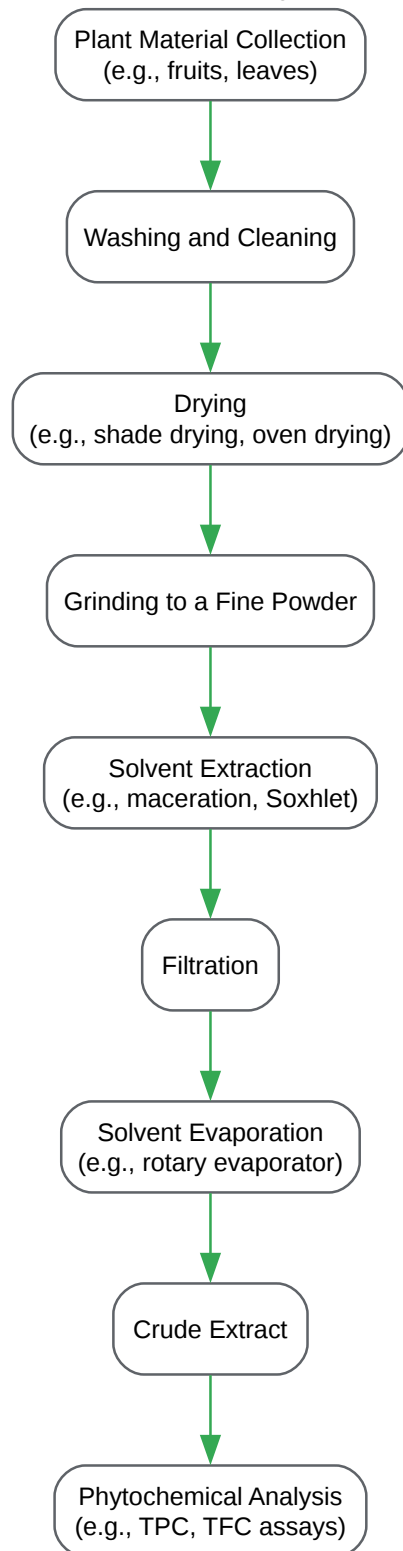 Plant Material Collection
(e.g., fruits, leaves)
Washing and Cleaning
Drying
(e.g., shade drying, oven drying)
Grinding to a Fine Powder
Solvent Extraction
(e.g., maceration, Soxhlet)
Filtration
Solvent Evaporation
(e.g., rotary evaporator)
Crude Extract
Phytochemical Analysis
(e.g., TPC, TFC assays)